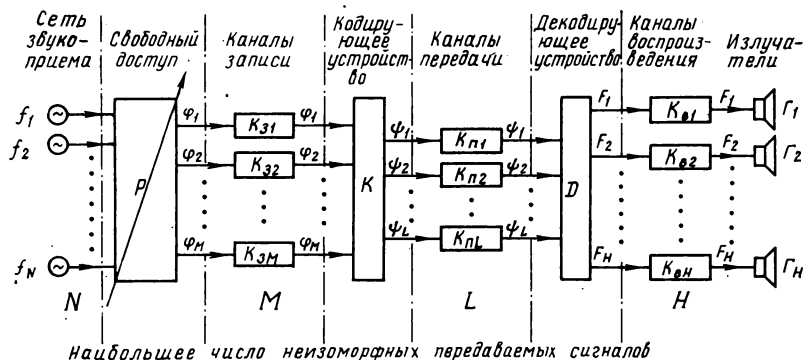 Сеть звуко- приема
Свободный доступ
Каналы записи
Кодирую- ющее устройст- во
Каналы передачи
Декодиру- ющее устройство
Каналы воспроиз- ведения
Излуча- тели
f1 φ1 Kз1 φ1 ψ1 Kп1 ψ1 F1 Kв1 F1 Г1
f2 φ2 Kз2 φ2 ψ2 Kп2 ψ2 F2 Kв2 F2 Г2
P K D
fN φM KзM φM ψL KпL ψL FH KвH FH ГH
N M L H
Наибольшее число неизоморфных передаваемых сигналов